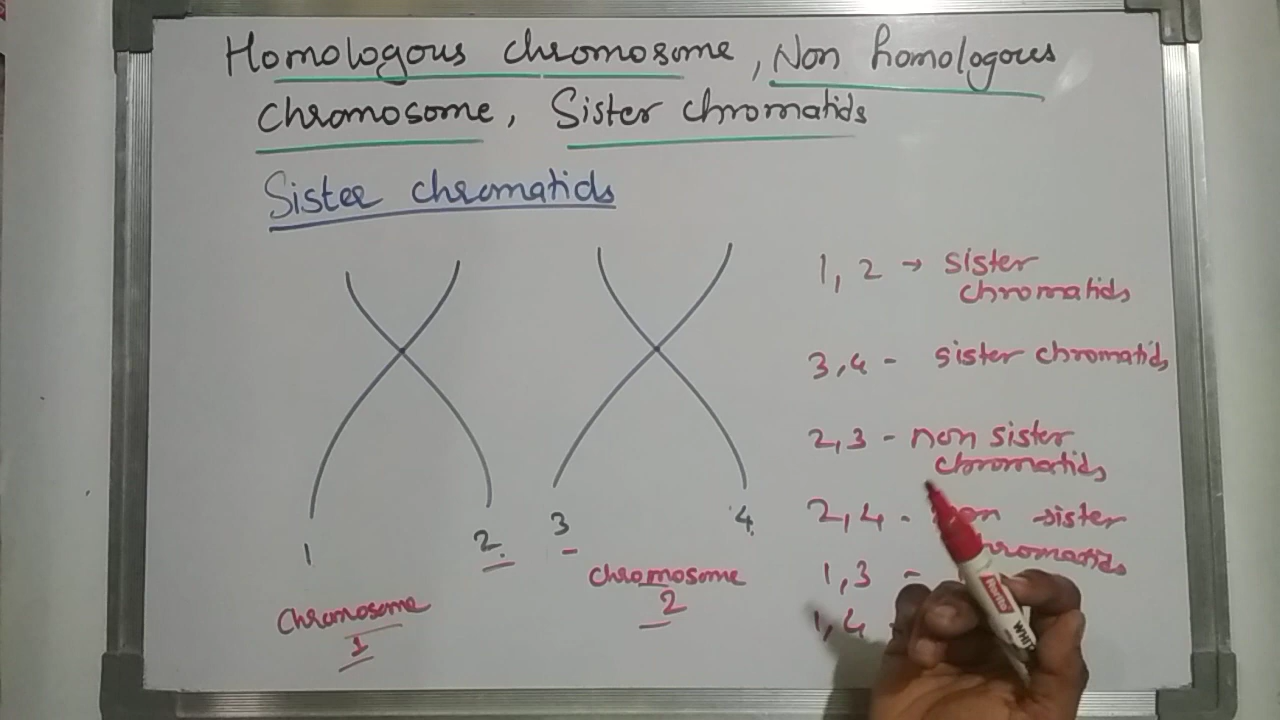 Homologous chromosome, Non homologous
chromosome, Sister chromatids
Sister chromatids
1, 2 → sister
chromatids
3,4 - sister chromatids
2,3 - non sister
chromatids
2,4 - non sister
chromatids
1,3 -
1,4 -
1
2
3
4
Chromosome
1
Chromosome
2